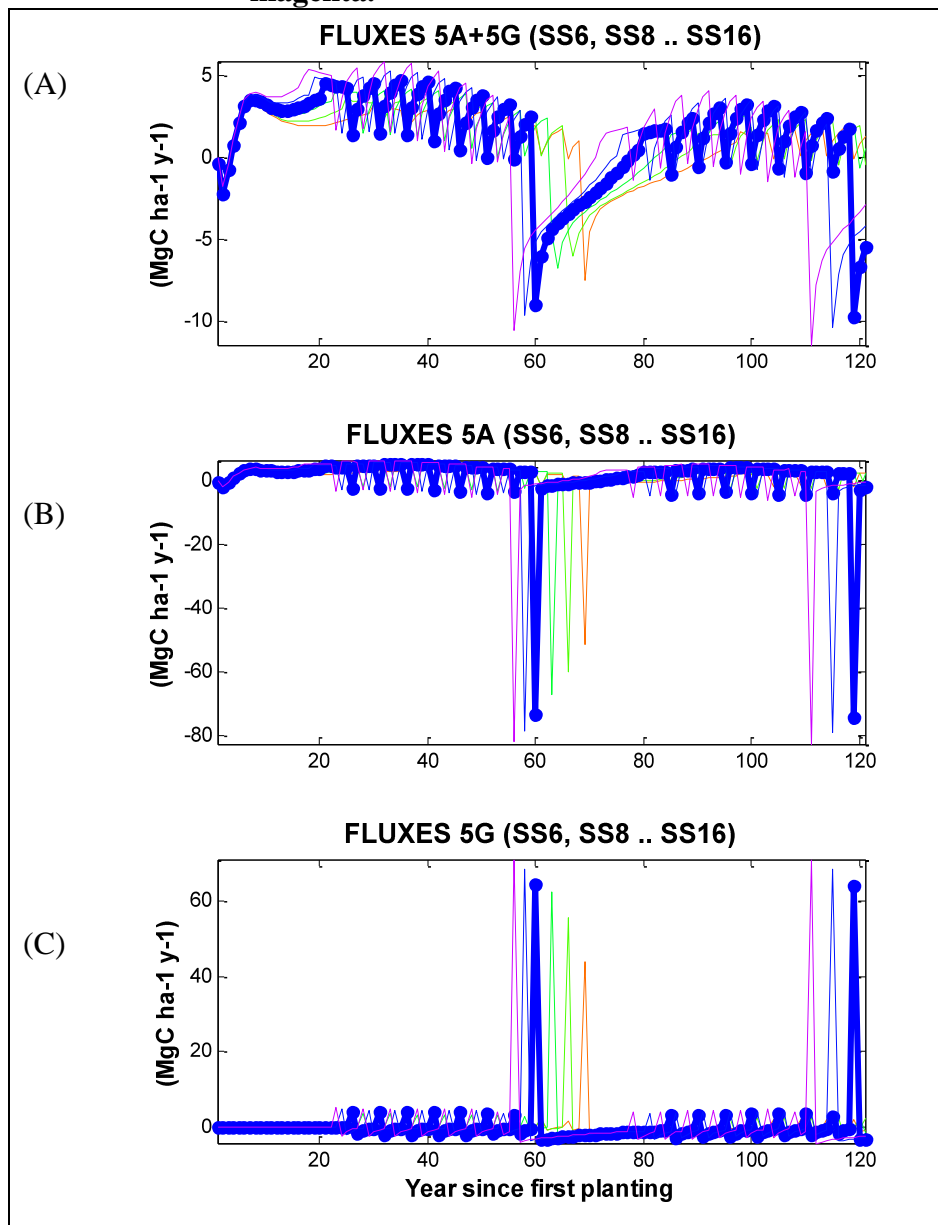 magenta.
FLUXES 5A+5G (SS6, SS8 .. SS16)
(A)
(MgC ha-1 y-1)
5
0
-5
-10
20 40 60 80 100 120
FLUXES 5A (SS6, SS8 .. SS16)
(B)
(MgC ha-1 y-1)
0
-20
-40
-60
-80
20 40 60 80 100 120
FLUXES 5G (SS6, SS8 .. SS16)
(C)
(MgC ha-1 y-1)
60
40
20
0
20 40 60 80 100 120
Year since first planting